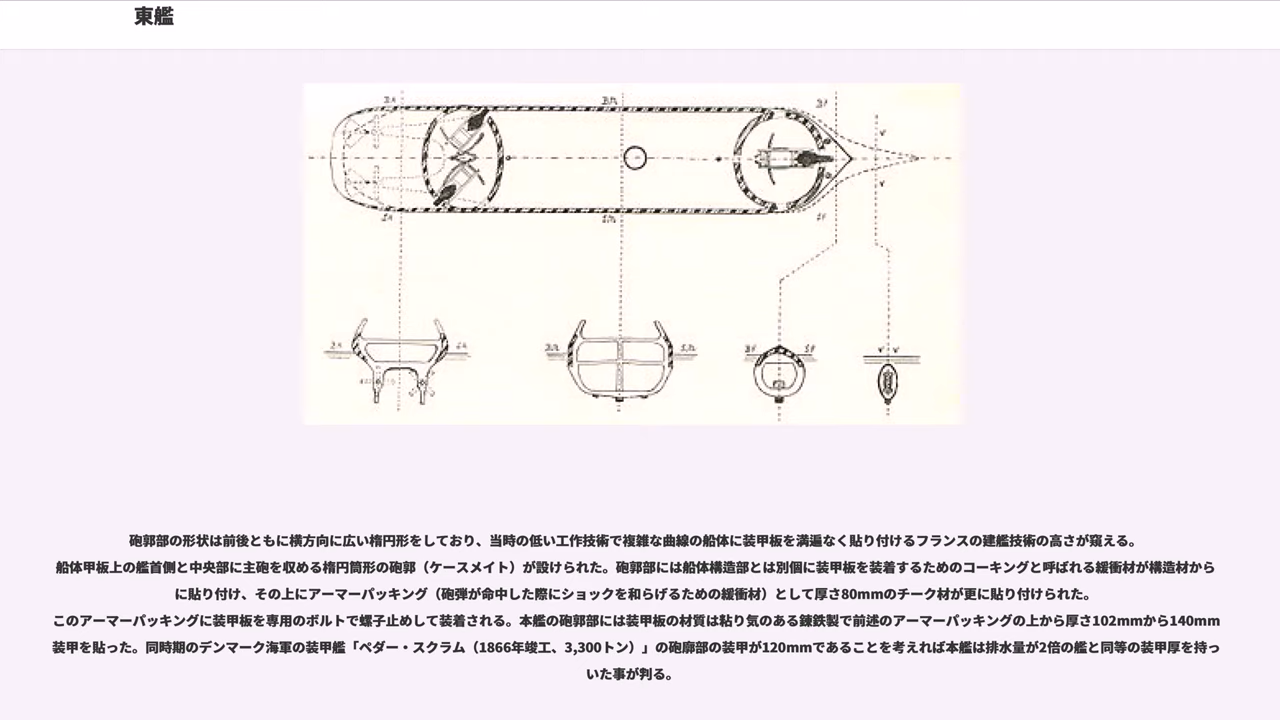 東艦
砲郭部の形状は前後ともに横方向に広い楕円形をしており、当時の低い工作技術で複雑な曲線の船体に装甲板を満遍なく貼り付けるフランスの建艦技術の高さが窺える。
船体甲板上の艦首側と中央部に主砲を収める楕円筒形の砲郭（ケースメイト）が設けられた。砲郭部には船体構造部とは別個に装甲板を装着するためのコーキングと呼ばれる緩衝材が構造材から
に貼り付け、その上にアーマーパッキング（砲弾が命中した際にショックを和らげるための緩衝材）として厚さ80mmのチーク材が更に貼り付けられた。
このアーマーパッキングに装甲板を専用のボルトで螺子止めして装着される。本艦の砲郭部には装甲板の材質は粘り気のある錬鉄製で前述のアーマーパッキングの上から厚さ102mmから140mm
装甲を貼った。同時期のデンマーク海軍の装甲艦「ペダー・スクラム（1866年竣工、3,300トン）」の砲廓部の装甲が120mmであることを考えれば本艦は排水量が2倍の艦と同等の装甲厚を持っ
いた事が判る。